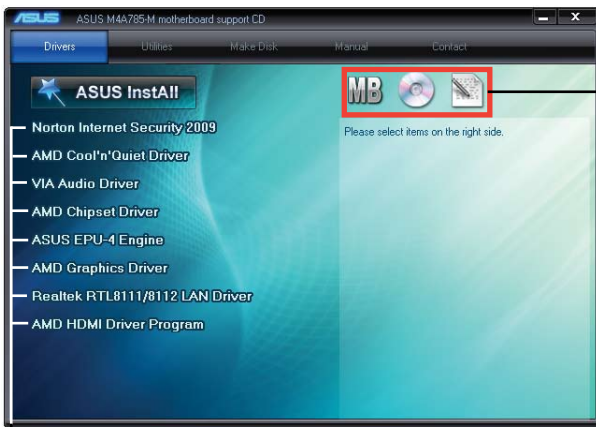 ASUS ASUS M4A785-M motherboard support CD
Drivers Utilities Make Disk Manual Contact
ASUS InstAll
MB
Norton Internet Security 2009
Please select items on the right side.
AMD Cool'n'Quiet Driver
VIA Audio Driver
AMD Chipset Driver
ASUS EPU-4 Engine
AMD Graphics Driver
Realtek RTL8111/8112 LAN Driver
AMD HDMI Driver Program